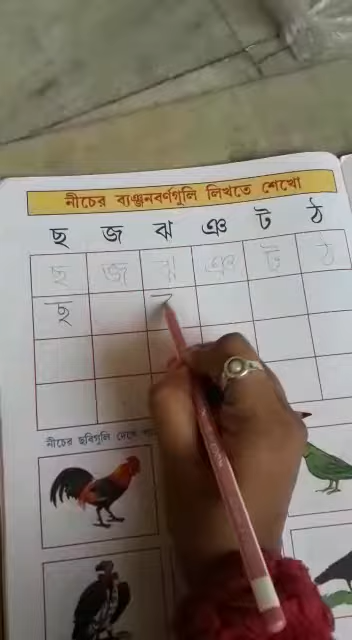 নীচের ব্যঞ্জনবর্ণগুলি লিখতে শেখো
ছ জ ঝ ঞ ট ঠ
ছ জ ঝ ঞ ট ঠ
ছ
নীচের ছবিগুলি দেখে